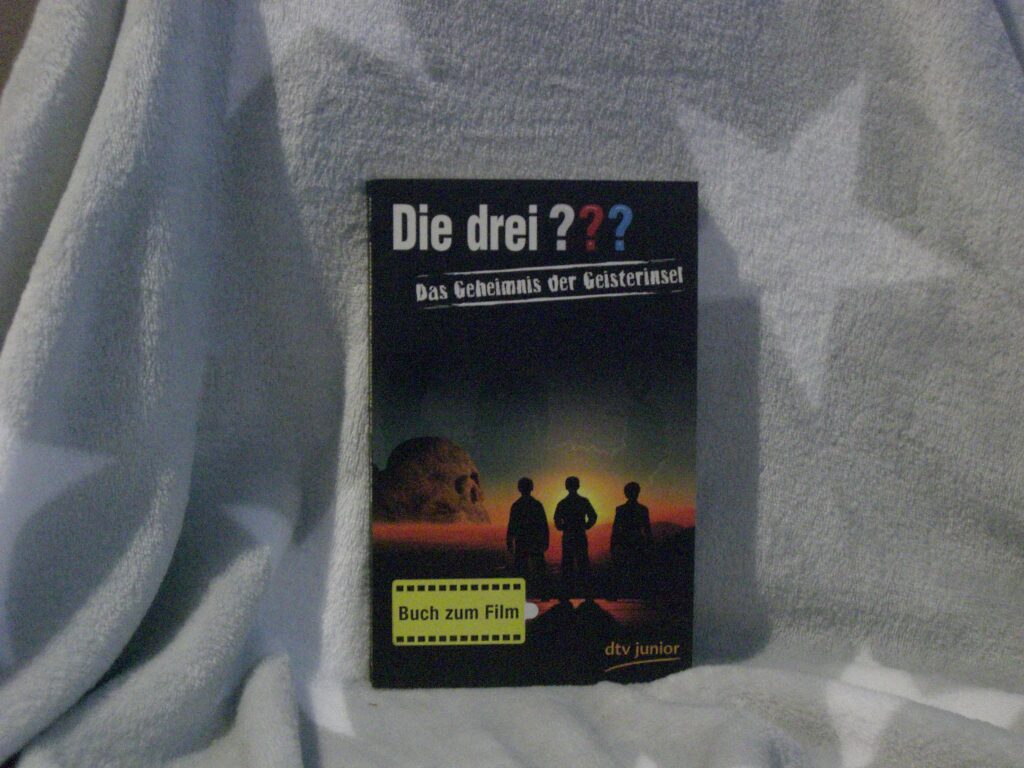 Die drei ???
Das Geheimnis der Geisterinsel
Buch zum Film
dtv junior